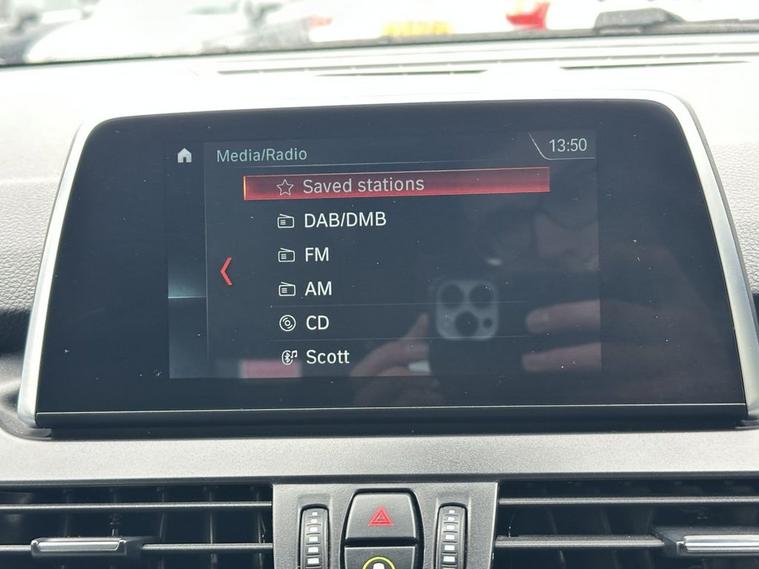 Media/Radio
13:50
Saved stations
DAB/DMB
FM
AM
CD
Scott